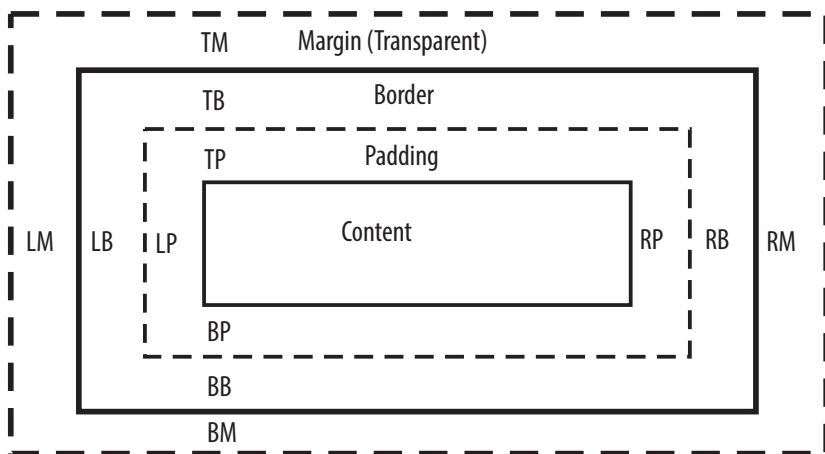 TM Margin (Transparent)
TB Border
TP Padding
Content
LM LB LP RP RB RM
BP
BB
BM